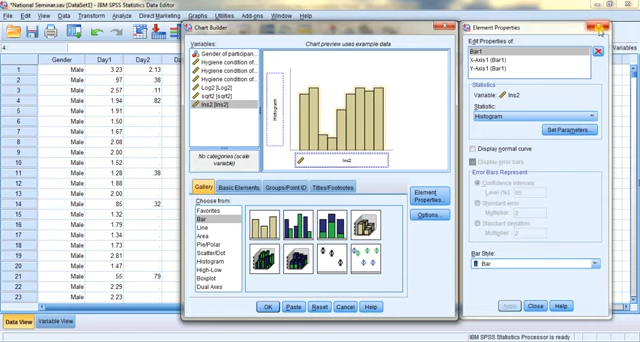 *National Seminar.sav [DataSet3] - IBM SPSS Statistics Data Editor
File Edit View Data Transform Analyze Direct Marketing Graphs Utilities Add-ons Window Help
4 :
Variables
Gender Day1 Day2
1 Male 3.23 2.13
2 Male .97 .38
3 Male 2.57 .11
4 Male .94 .82
5 Male 1.45
6 Male 1.50
7 Male 1.67
8 Male 2.08
9 Male 2.00
10 Male 1.52
11 Male 1.28 .38
12 Male 1.88
13 Male 2.00
14 Male .85 .32
15 Male 1.32
16 Male 1.79
17 Male 1.34
18 Male 1.73
19 Male 2.81
20 Male 1.47
21 Male .55 .79
22 Male 2.29
23 Male 2.23
Data View Variable View
IBM SPSS Statistics Processor is ready
Chart Builder
Variables:
Gender of participan...
Hygiene condition of...
Hygiene condition of...
Hygiene condition of...
Log2 [Log2]
sqrt2 [sqrt2]
Ins2 [Ins2]
No categories (scale
variable)
Chart preview uses example data
Histogram
Ins2
Gallery Basic Elements Groups/Point ID Titles/Footnotes
Choose from:
Favorites
Bar
Line
Area
Pie/Polar
Scatter/Dot
Histogram
High-Low
Boxplot
Dual Axes
Element
Properties...
Options...
OK Paste Reset Cancel Help
Element Properties
Edit Properties of:
Bar1
X-Axis1 (Bar1)
Y-Axis1 (Bar1)
Statistics
Variable: Ins2
Statistic:
Histogram
Set Parameters...
Display normal curve
Display error bars
Error Bars Represent
Confidence intervals
Level (%): 95
Standard error
Multiplier: 2
Standard deviation
Multiplier: 2
Bar Style:
Bar
Apply Close Help